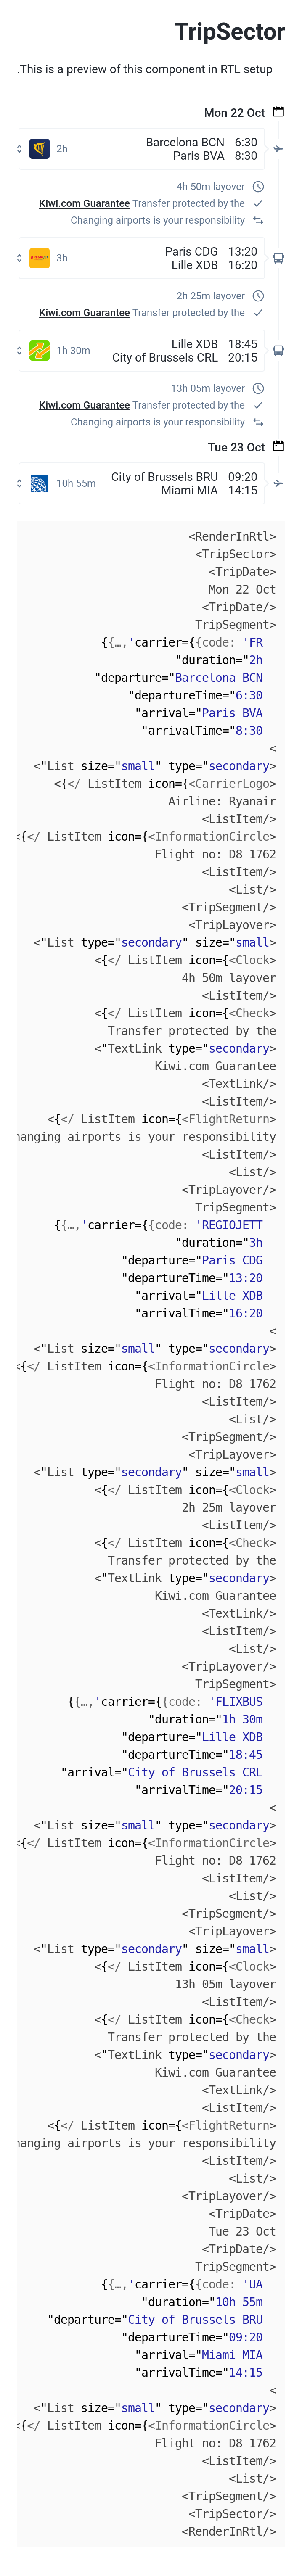 TripSector
.This is a preview of this component in RTL setup
Mon 22 Oct
Barcelona BCN 6:30
2h
Paris BVA 8:30
4h 50m layover
Kiwi.com Guarantee Transfer protected by the
Changing airports is your responsibility
Paris CDG 13:20
3h
Lille XDB 16:20
2h 25m layover
Kiwi.com Guarantee Transfer protected by the
Lille XDB 18:45
1h 30m
City of Brussels CRL 20:15
13h 05m layover
Kiwi.com Guarantee Transfer protected by the
Changing airports is your responsibility
Tue 23 Oct
City of Brussels BRU 09:20
10h 55m
Miami MIA 14:15
<RenderInRtl>
<TripSector>
<TripDate>
Mon 22 Oct
<TripDate/>
TripSegment>
{{…,'carrier={{code: 'FR
"duration="2h
"departure="Barcelona BCN
"departureTime="6:30
"arrival="Paris BVA
"arrivalTime="8:30
<
<"List size="small" type="secondary>
<{</ ListItem icon={<CarrierLogo>
Airline: Ryanair
<ListItem/>
<{</ ListItem icon={<InformationCircle>
Flight no: D8 1762
<ListItem/>
<List/>
<TripSegment/>
<TripLayover>
<"List type="secondary" size="small>
<{</ ListItem icon={<Clock>
4h 50m layover
<ListItem/>
<{</ ListItem icon={<Check>
Transfer protected by the
<"TextLink type="secondary>
Kiwi.com Guarantee
<TextLink/>
<ListItem/>
<{</ ListItem icon={<FlightReturn>
hanging airports is your responsibility
<ListItem/>
<List/>
<TripLayover/>
TripSegment>
{{…,'carrier={{code: 'REGIOJETT
"duration="3h
"departure="Paris CDG
"departureTime="13:20
"arrival="Lille XDB
"arrivalTime="16:20
<
<"List size="small" type="secondary>
<{</ ListItem icon={<InformationCircle>
Flight no: D8 1762
<ListItem/>
<List/>
<TripSegment/>
<TripLayover>
<"List type="secondary" size="small>
<{</ ListItem icon={<Clock>
2h 25m layover
<ListItem/>
<{</ ListItem icon={<Check>
Transfer protected by the
<"TextLink type="secondary>
Kiwi.com Guarantee
<TextLink/>
<ListItem/>
<List/>
<TripLayover/>
TripSegment>
{{…,'carrier={{code: 'FLIXBUS
"duration="1h 30m
"departure="Lille XDB
"departureTime="18:45
"arrival="City of Brussels CRL
"arrivalTime="20:15
<
<"List size="small" type="secondary>
<{</ ListItem icon={<InformationCircle>
Flight no: D8 1762
<ListItem/>
<List/>
<TripSegment/>
<TripLayover>
<"List type="secondary" size="small>
<{</ ListItem icon={<Clock>
13h 05m layover
<ListItem/>
<{</ ListItem icon={<Check>
Transfer protected by the
<"TextLink type="secondary>
Kiwi.com Guarantee
<TextLink/>
<ListItem/>
<{</ ListItem icon={<FlightReturn>
hanging airports is your responsibility
<ListItem/>
<List/>
<TripLayover/>
<TripDate>
Tue 23 Oct
<TripDate/>
TripSegment>
{{…,'carrier={{code: 'UA
"duration="10h 55m
"departure="City of Brussels BRU
"departureTime="09:20
"arrival="Miami MIA
"arrivalTime="14:15
<
<"List size="small" type="secondary>
<{</ ListItem icon={<InformationCircle>
Flight no: D8 1762
<ListItem/>
<List/>
<TripSegment/>
<TripSector/>
<RenderInRtl/>